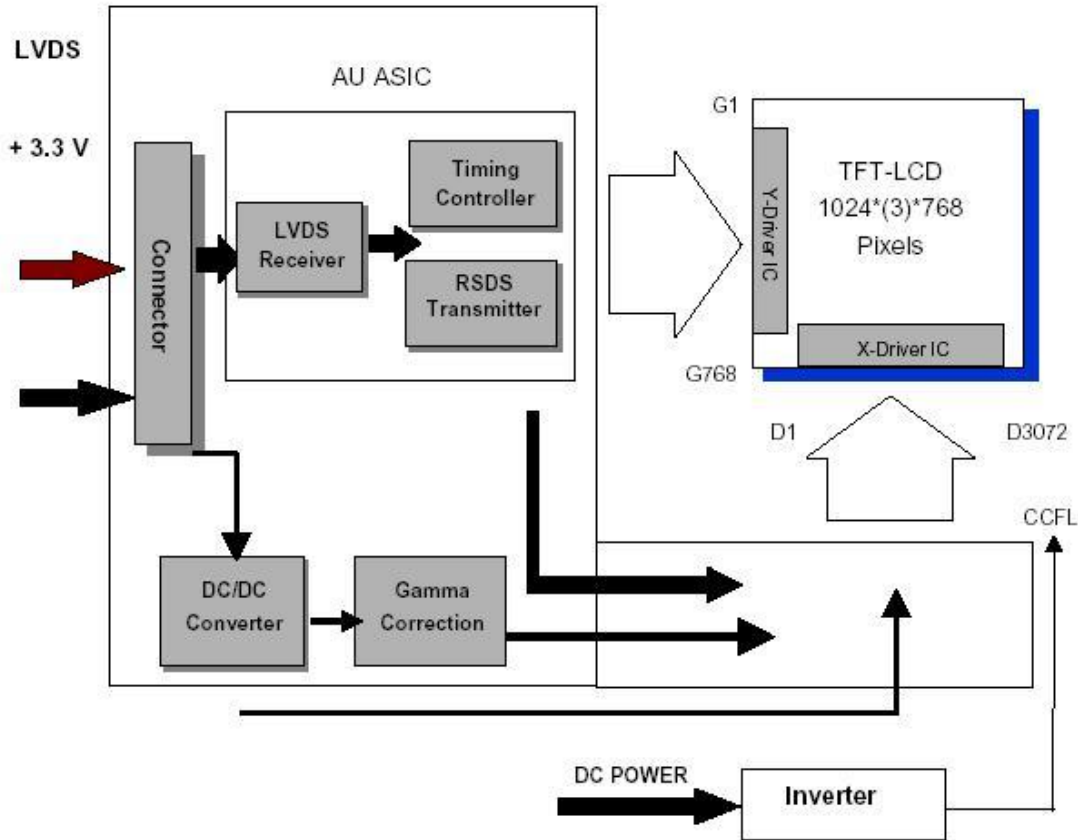 LVDS
+ 3.3 V
AU ASIC
Connector
LVDS
Receiver
Timing
Controller
RSDS
Transmitter
G1
Y-Driver IC
TFT-LCD
1024*(3)*768
Pixels
X-Driver IC
G768
D1
D3072
CCFL
DC/DC
Converter
Gamma
Correction
DC POWER
Inverter